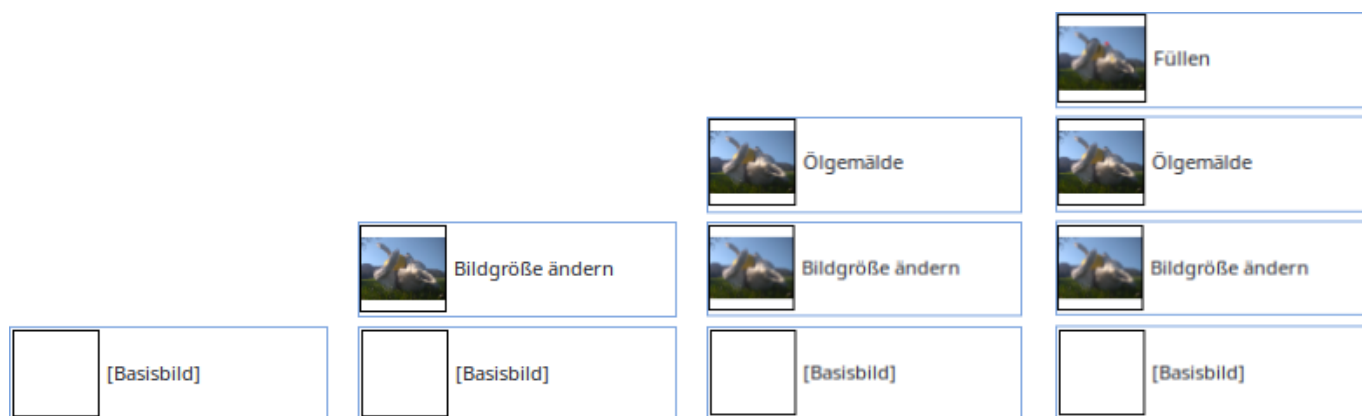 Füllen
Ölgemälde Ölgemälde
Bildgröße ändern Bildgröße ändern Bildgröße ändern
[Basisbild] [Basisbild] [Basisbild] [Basisbild]